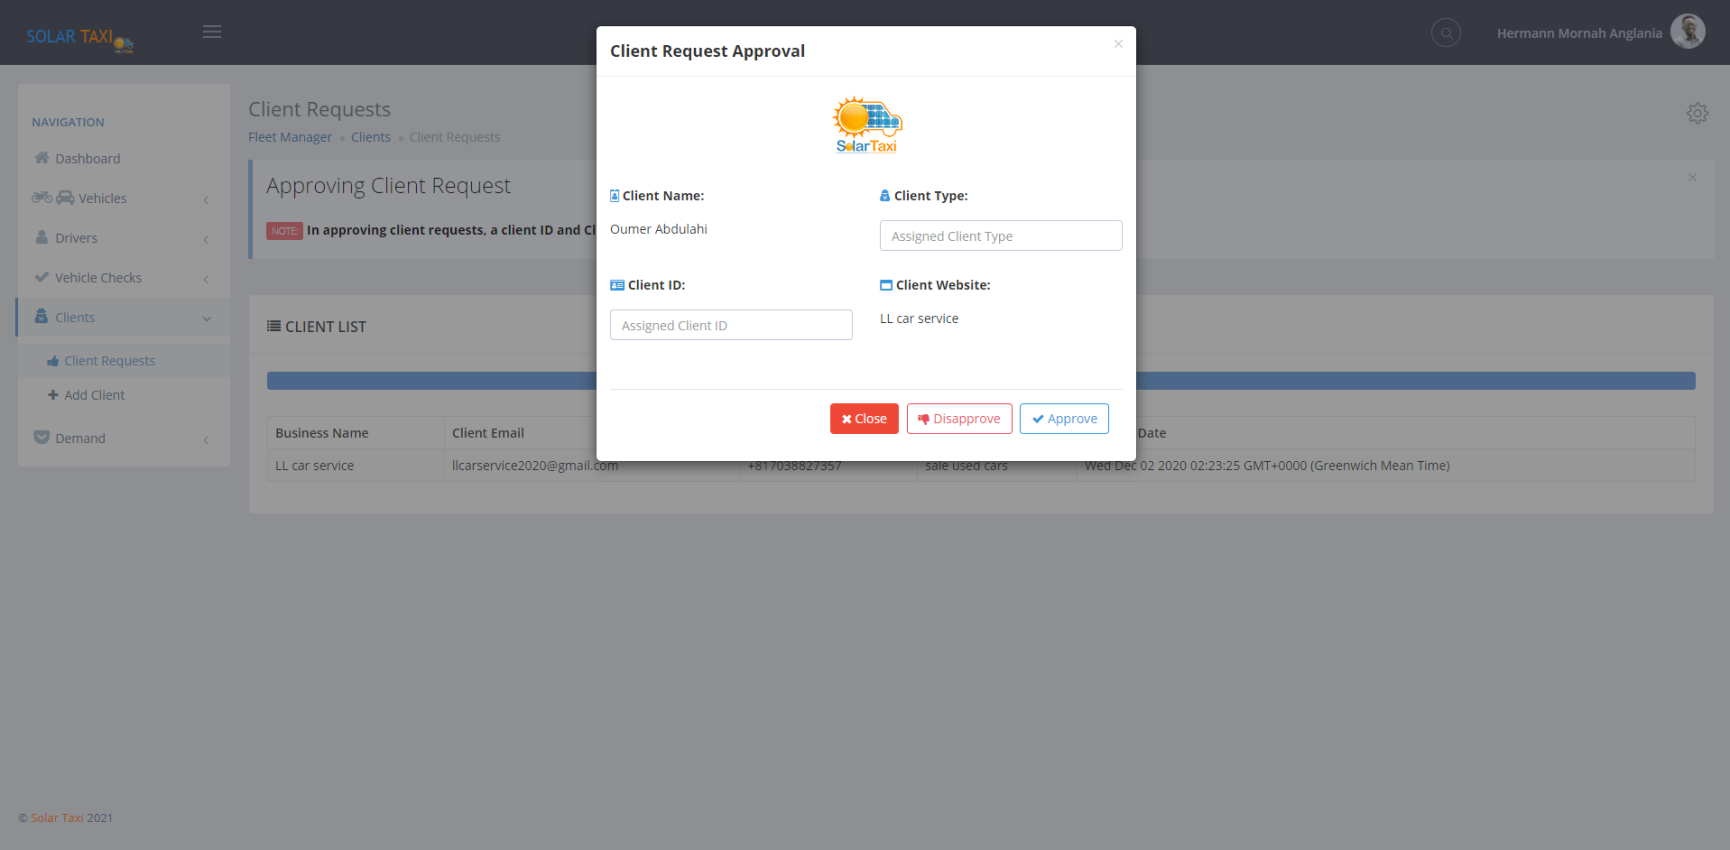 SOLAR TAXI
Hermann Mornah Anglania
NAVIGATION
Dashboard
Vehicles
Drivers
Vehicle Checks
Clients
Client Requests
Add Client
Demand
Client Requests
Fleet Manager
Clients
Client Requests
Approving Client Request
NOTE: In approving client requests, a client ID and Cl
CLIENT LIST
Business Name
Client Email
Date
LL car service
llcarservice2020@gmail.com
+817038827357
sale used cars
Wed Dec 02 2020 02:23:25 GMT+0000 (Greenwich Mean Time)
Client Request Approval
×
SolarTaxi
Client Name:
Oumer Abdulahi
Client Type:
Assigned Client Type
Client ID:
Assigned Client ID
Client Website:
LL car service
Close
Disapprove
Approve
© Solar Taxi 2021